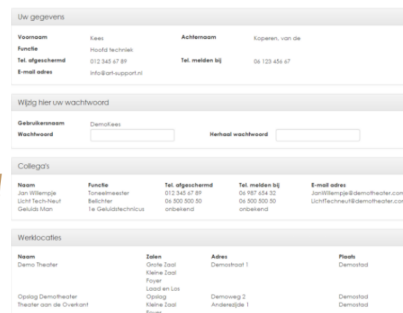 Uw gegevens
Voornaam Kees Achternaam Koperen, van de
Functie Hoofd techniek
Tel. afgeschermd 012 345 67 89 Tel. melden bij 06 123 456 67
E-mail adres info@art-support.nl
Wijzig hier uw wachtwoord
Gebruikersnaam DemoKees
Wachtwoord Herhaal wachtwoord
Collega's
Naam Functie Tel. afgeschermd Tel. melden bij E-mail adres
Jan Willempje Toneelmeester 012 345 67 89 06 987 654 32 JanWillempje@demotheater.com
Licht Tech-Neut Belichter 06 500 500 50 06 500 500 50 LichtTechneut@demotheater.com
Geluids Man 1e Geluidstechnicus onbekend onbekend
Werklocaties
Naam Zalen Adres Plaats
Demo Theater Grote Zaal Demostraat 1 Demostad
Kleine Zaal
Foyer
Laad en Los
Opslag Demotheater Opslag Demoweg 2 Demostad
Theater aan de Overkant Kleine Zaal Anderezijde 1 Demostad
Foyer